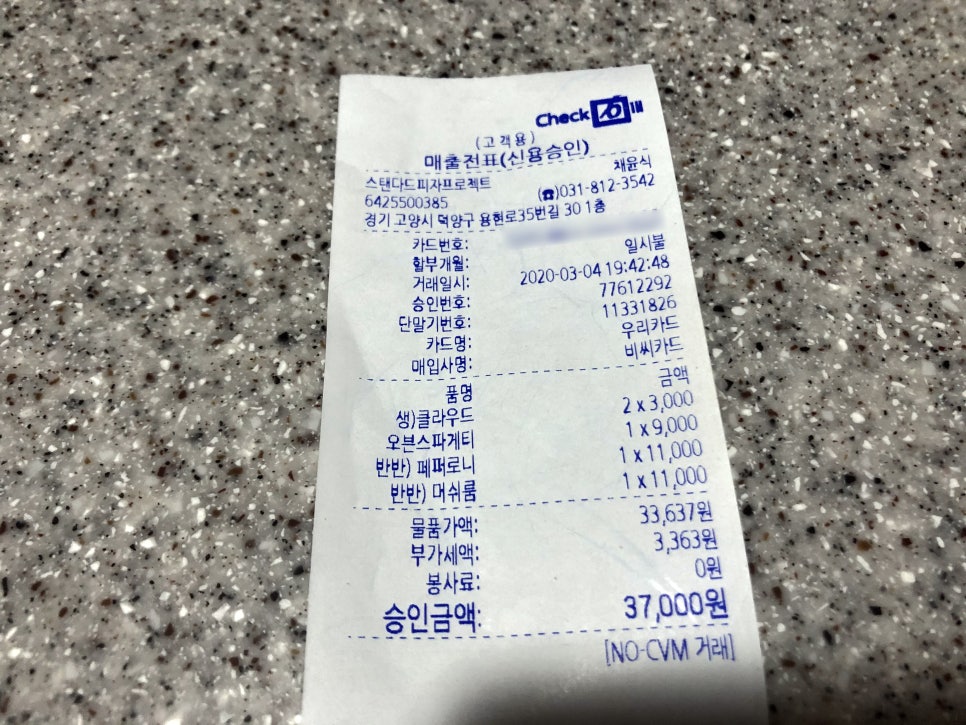 Check IN
(고객용)
매출전표(신용승인)
스탠다드피자프로젝트 채윤식
6425500385 (☎)031-812-3542
경기 고양시 덕양구 용현로35번길 30 1층
카드번호:
할부개월: 일시불
거래일시: 2020-03-04 19:42:48
승인번호: 77612292
단말기번호: 11331826
카드명: 우리카드
매입사명: 비씨카드
품명 금액
생)클라우드 2 x 3,000
오븐스파게티 1 x 9,000
반반) 페퍼로니 1 x 11,000
반반) 머쉬룸 1 x 11,000
물품가액: 33,637원
부가세액: 3,363원
봉사료: 0원
승인금액: 37,000원
[NO-CVM 거래]